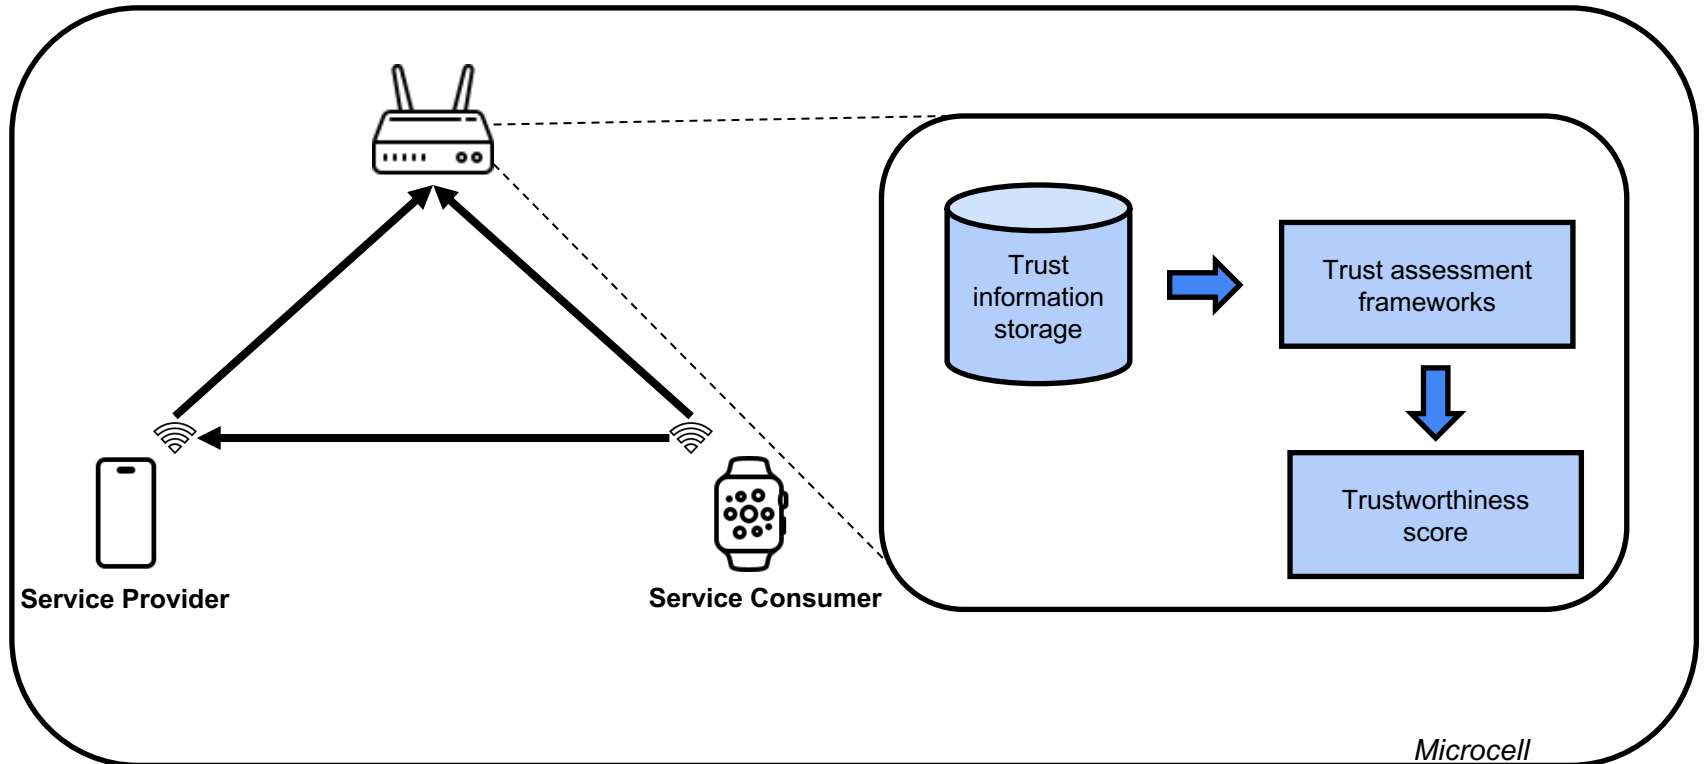 Trust
information
storage
Trust assessment
frameworks
Trustworthiness
score
Service Provider
Service Consumer
Microcell